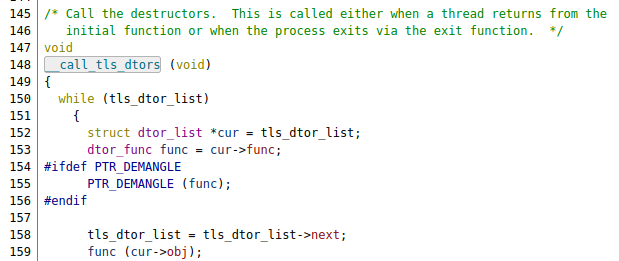 145 /* Call the destructors.  This is called either when a thread returns from the
146    initial function or when the process exits via the exit function.  */
147 void
148 __call_tls_dtors (void)
149 {
150   while (tls_dtor_list)
151     {
152       struct dtor_list *cur = tls_dtor_list;
153       dtor_func func = cur->func;
154 #ifdef PTR_DEMANGLE
155       PTR_DEMANGLE (func);
156 #endif
157
158       tls_dtor_list = tls_dtor_list->next;
159       func (cur->obj);